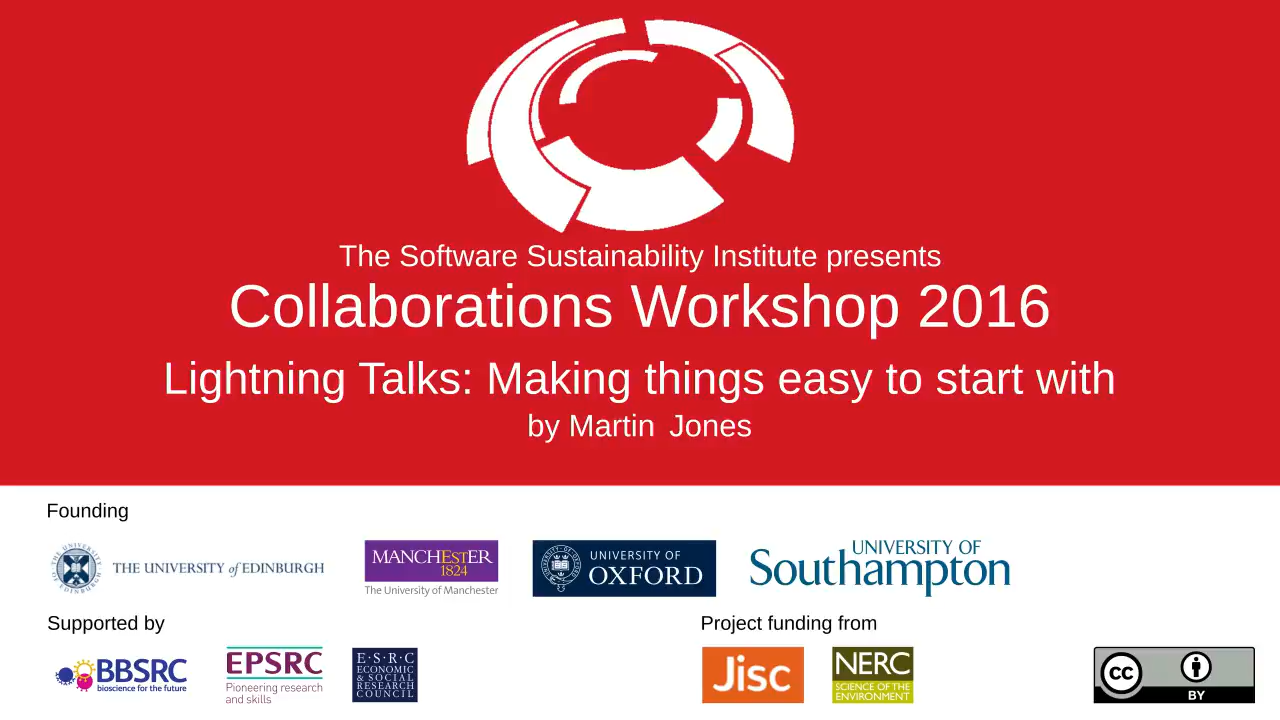 The Software Sustainability Institute presents
Collaborations Workshop 2016
Lightning Talks: Making things easy to start with
by Martin Jones
Founding
THE UNIVERSITY of EDINBURGH
MANCHESTER
1824
The University of Manchester
UNIVERSITY OF
OXFORD
UNIVERSITY OF
Southampton
Supported by
Project funding from
BBSRC
bioscience for the future
EPSRC
Pioneering research
and skills
E·S·R·C
ECONOMIC
& SOCIAL
RESEARCH
COUNCIL
Jisc
NERC
SCIENCE OF THE
ENVIRONMENT
CC
BY